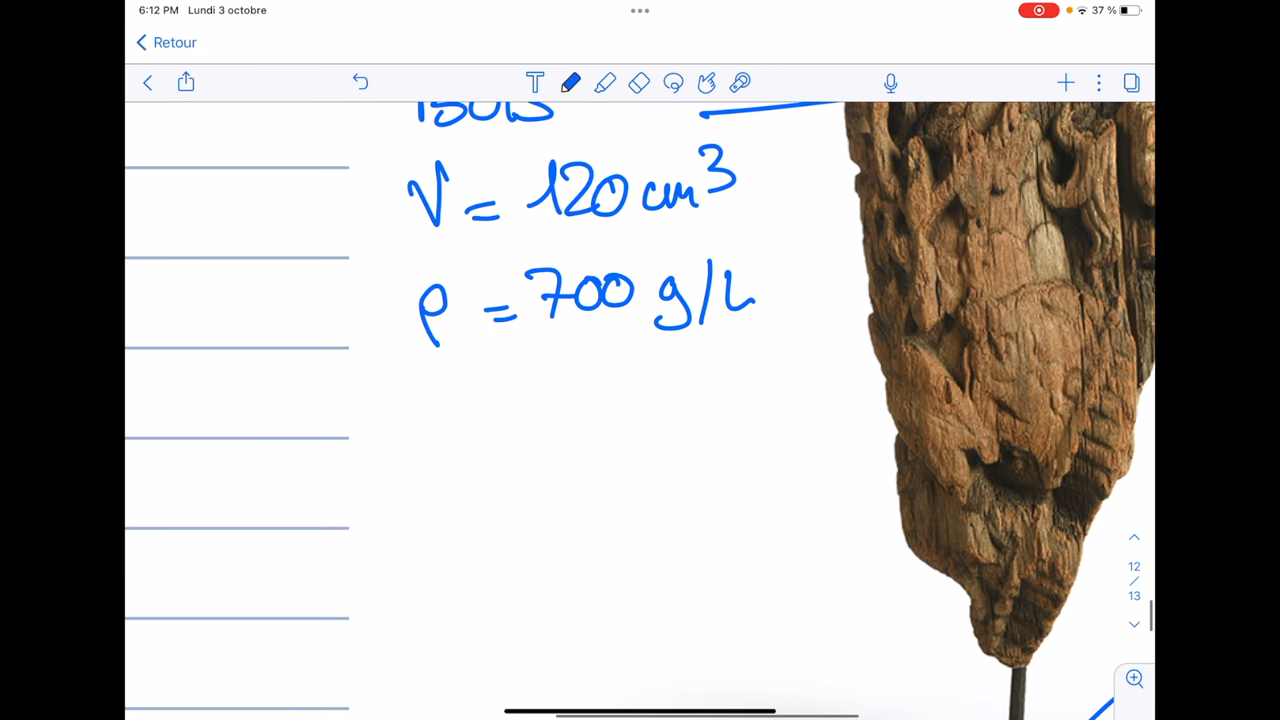 6:12 PM Lundi 3 octobre
37 %
Retour
V = 120 cm³
ρ = 700 g/L
12
/
13